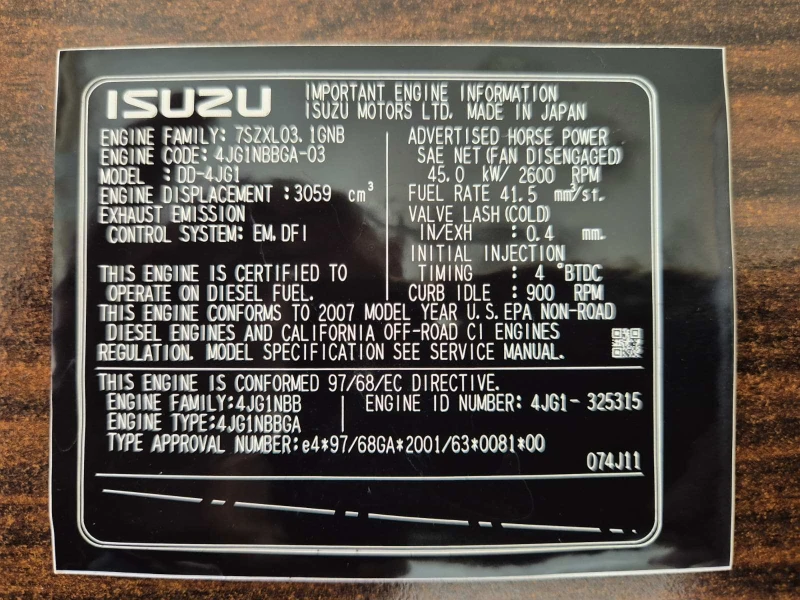 ISUZU
IMPORTANT ENGINE INFORMATION
ISUZU MOTORS LTD. MADE IN JAPAN
ENGINE FAMILY: 7SZXL03.1GNB
ENGINE CODE: 4JG1NBBGA-03
MODEL : DD-4JG1
ENGINE DISPLACEMENT :3059 cm³
EXHAUST EMISSION
CONTROL SYSTEM: EM.DFI
ADVERTISED HORSE POWER
SAE NET(FAN DISENGAGED)
45.0 kW/ 2600 RPM
FUEL RATE 41.5 mm³/st.
VALVE LASH(COLD)
IN/EXH : 0.4 mm.
INITIAL INJECTION
TIMING : 4 °BTDC
CURB IDLE : 900 RPM
THIS ENGINE IS CERTIFIED TO
OPERATE ON DIESEL FUEL.
THIS ENGINE CONFORMS TO 2007 MODEL YEAR U.S.EPA NON-ROAD
DIESEL ENGINES AND CALIFORNIA OFF-ROAD CI ENGINES
REGULATION. MODEL SPECIFICATION SEE SERVICE MANUAL.
THIS ENGINE IS CONFORMED 97/68/EC DIRECTIVE.
ENGINE FAMILY:4JG1NBB
ENGINE TYPE:4JG1NBBGA
ENGINE ID NUMBER: 4JG1- 325315
TYPE APPROVAL NUMBER:e4*97/68GA*2001/63*0081*00
074J11